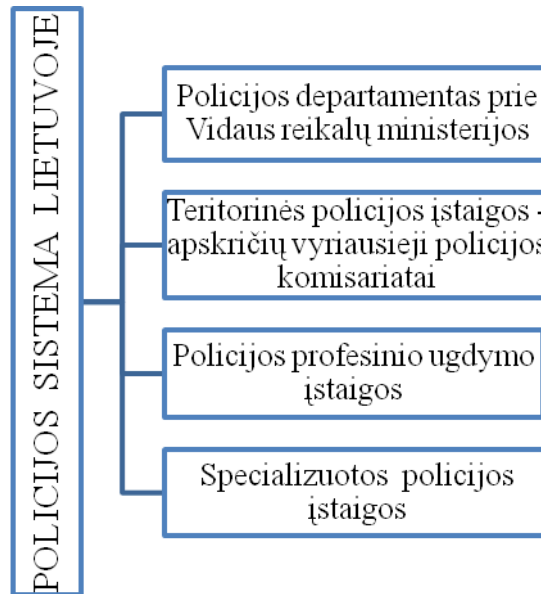 POLICIJOS SISTEMA LIETUVOJE
Policijos departamentas prie
Vidaus reikalų ministerijos
Teritorinės policijos įstaigos -
apskričių vyriausieji policijos
komisariatai
Policijos profesinio ugdymo
įstaigos
Specializuotos policijos
įstaigos